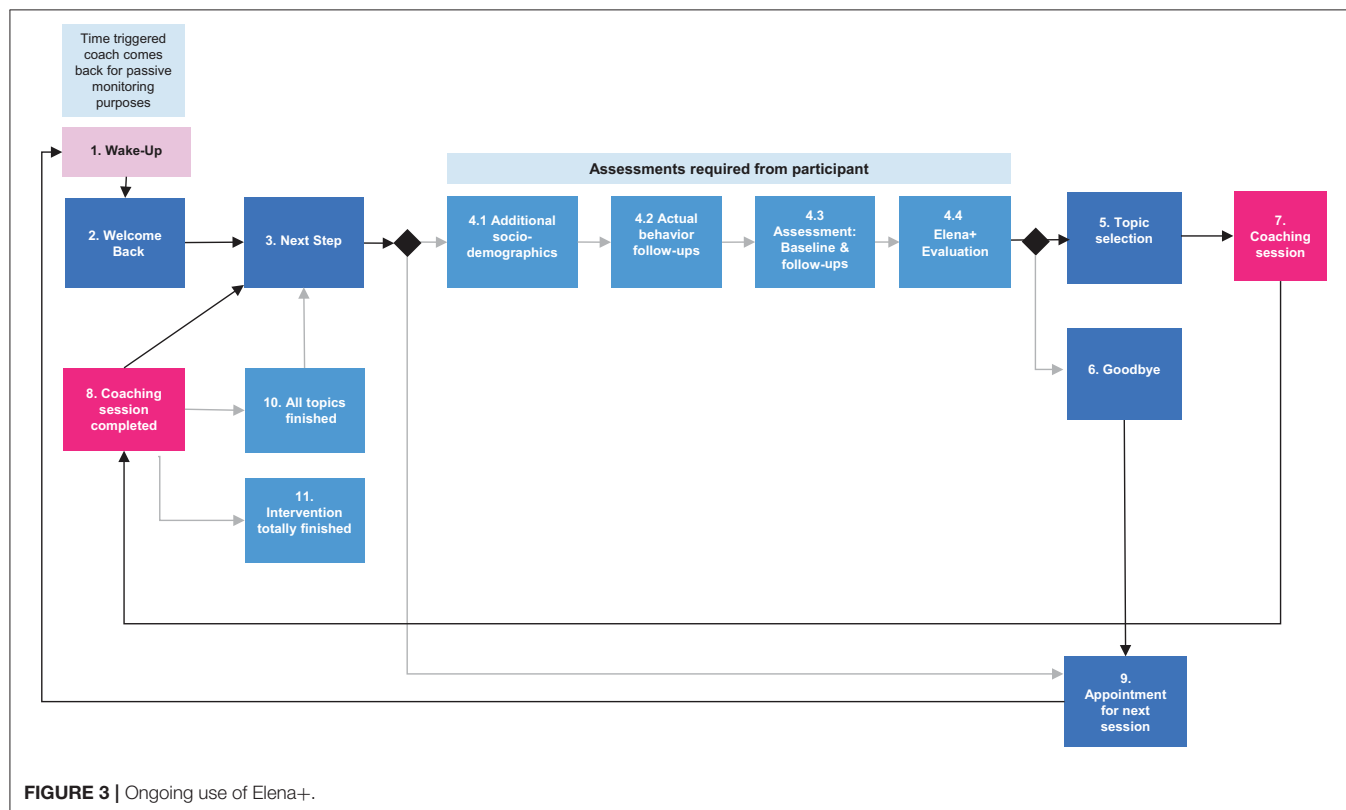 Time triggered
coach comes
back for passive
monitoring
purposes
1. Wake-Up
2. Welcome
Back
3. Next Step
Assessments required from participant
4.1 Additional
socio-
demographics
4.2 Actual
behavior
follow-ups
4.3
Assessment:
Baseline &
follow-ups
4.4
Elena+
Evaluation
5. Topic
selection
7.
Coaching
session
6. Goodbye
8. Coaching
session
completed
10. All topics
finished
11.
Intervention
totally finished
9.
Appointment
for next
session
FIGURE 3 | Ongoing use of Elena+.